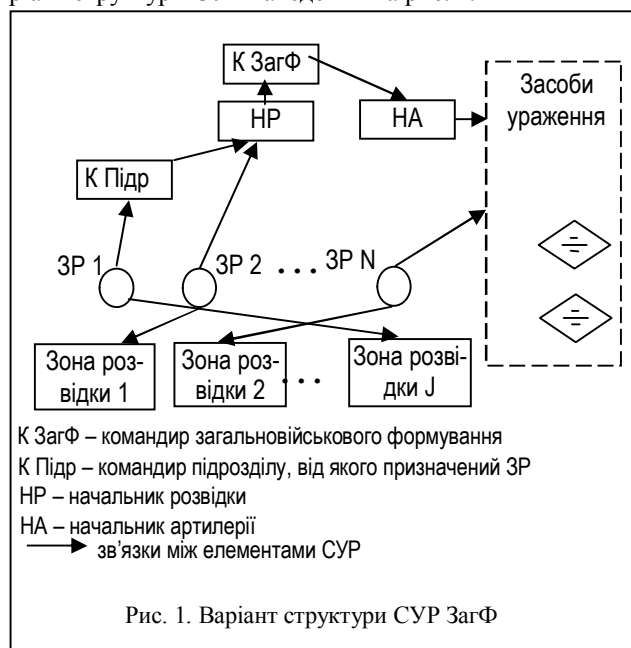 К ЗагФ
НР
НА
Засоби
ураження
К Підр
ЗР 1
ЗР 2
...
ЗР N
Зона роз-
відки 1
Зона роз-
відки 2
...
Зона розві-
дки J
К ЗагФ – командир загальновійськового формування
К Підр – командир підрозділу, від якого призначений ЗР
НР – начальник розвідки
НА – начальник артилерії
зв'язки між елементами СУР
Рис. 1. Варіант структури СУР ЗагФ